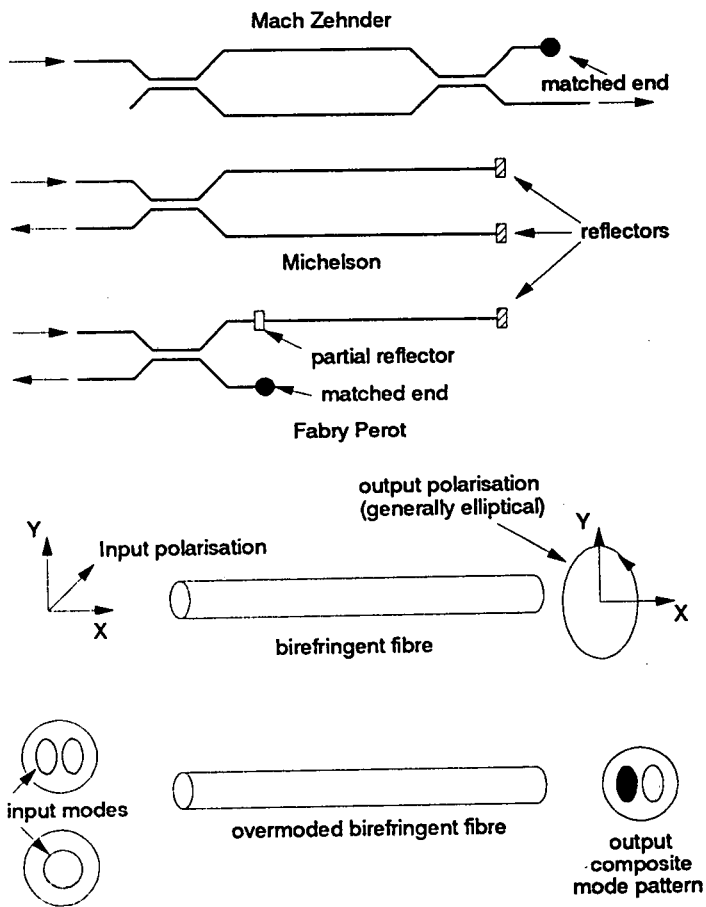 Mach Zehnder
matched end
reflectors
Michelson
partial reflector
matched end
Fabry Perot
output polarisation
(generally elliptical)
Y
Input polarisation
X
Y
X
birefringent fibre
input modes
overmoded birefringent fibre
output
composite
mode pattern